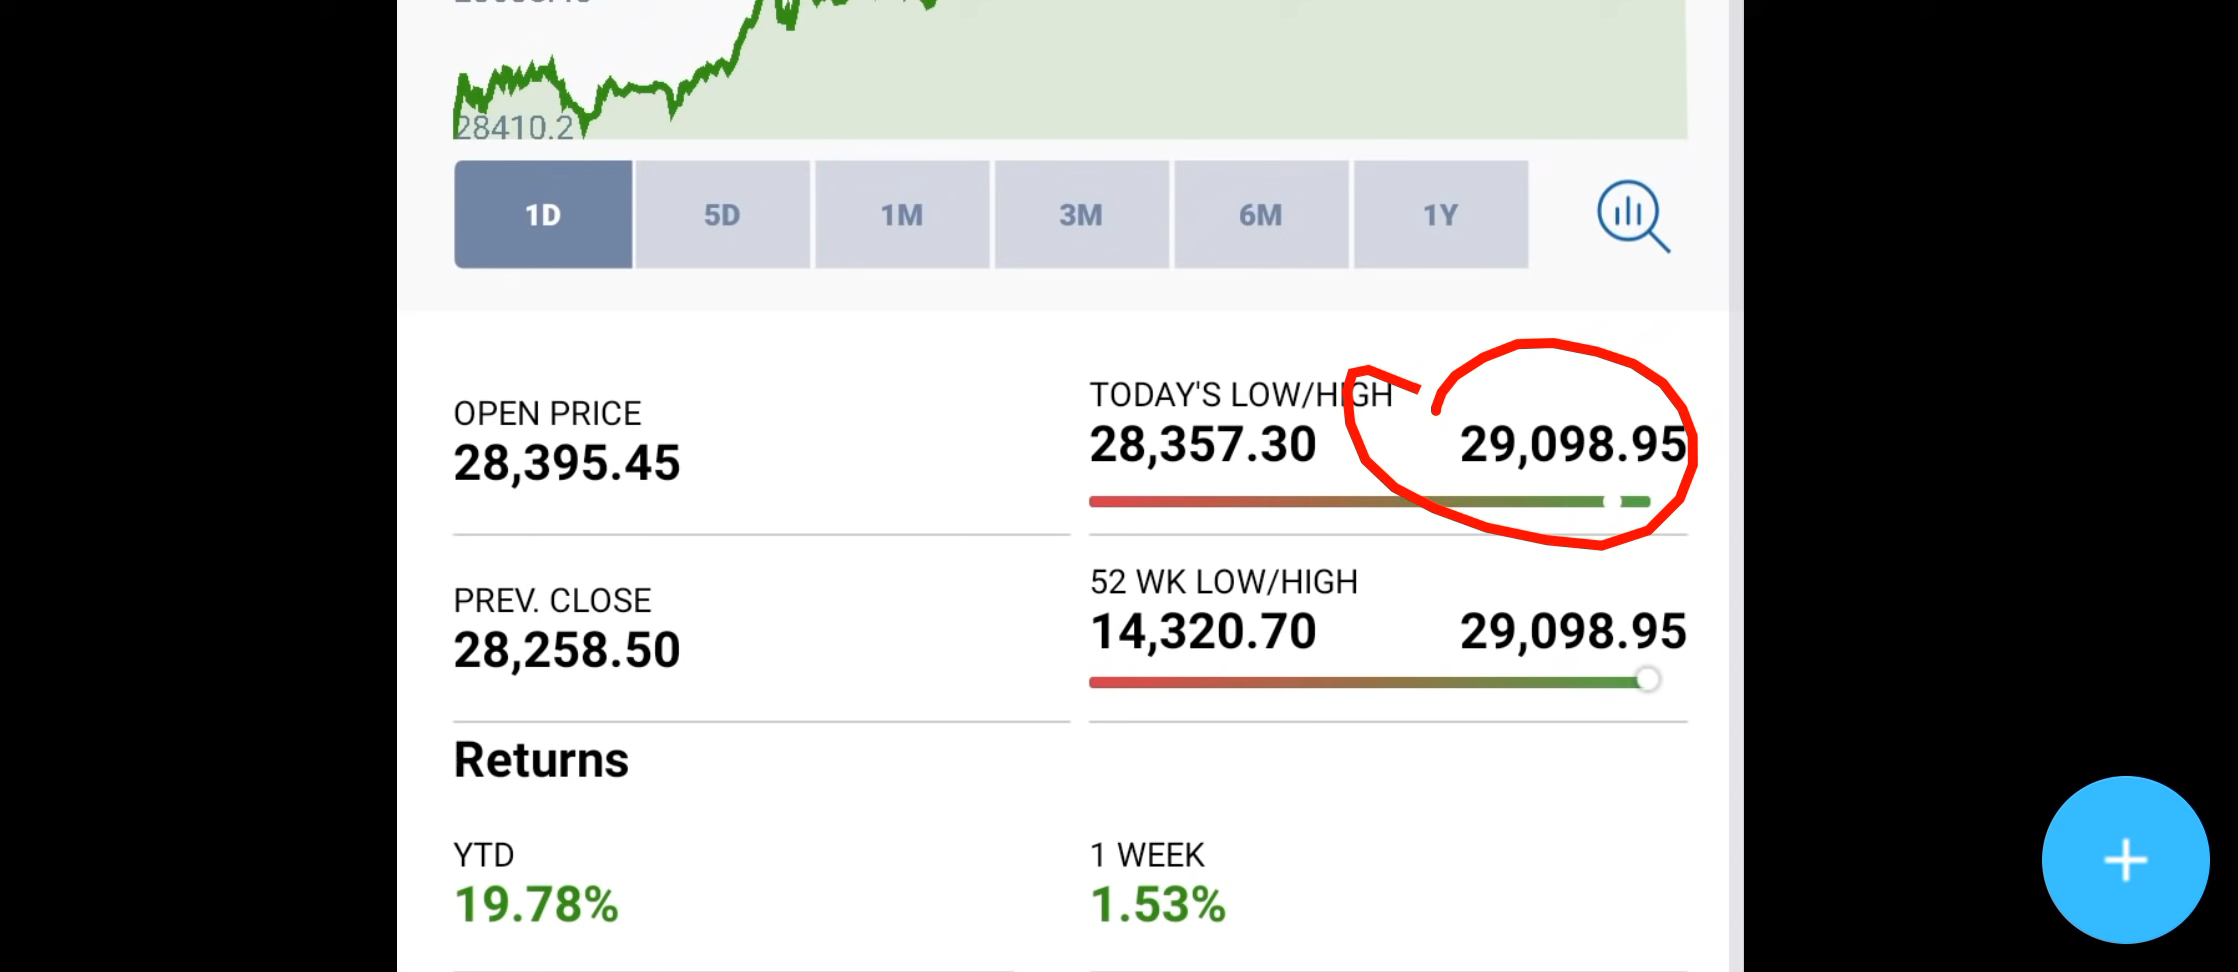 28410.2
1D 5D 1M 3M 6M 1Y
OPEN PRICE
28,395.45
TODAY'S LOW/HIGH
28,357.30 29,098.95
PREV. CLOSE
28,258.50
52 WK LOW/HIGH
14,320.70 29,098.95
Returns
YTD
19.78%
1 WEEK
1.53%